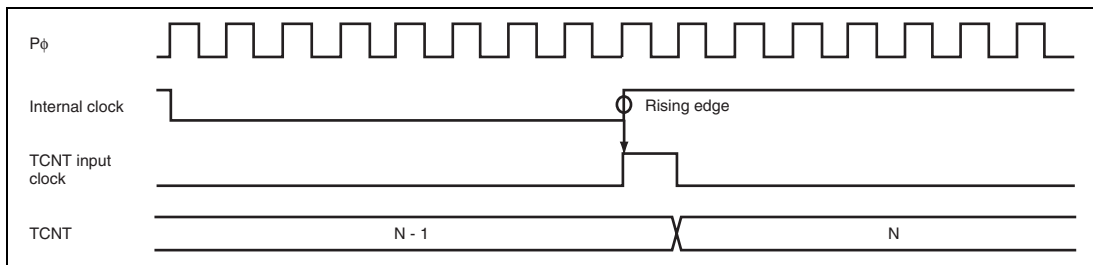 Pϕ
Internal clock
Rising edge
TCNT input
clock
TCNT
N - 1
N